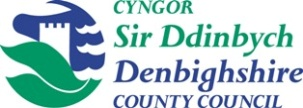 CYNGOR
Sir Ddinbych
Denbighshire
COUNTY COUNCIL